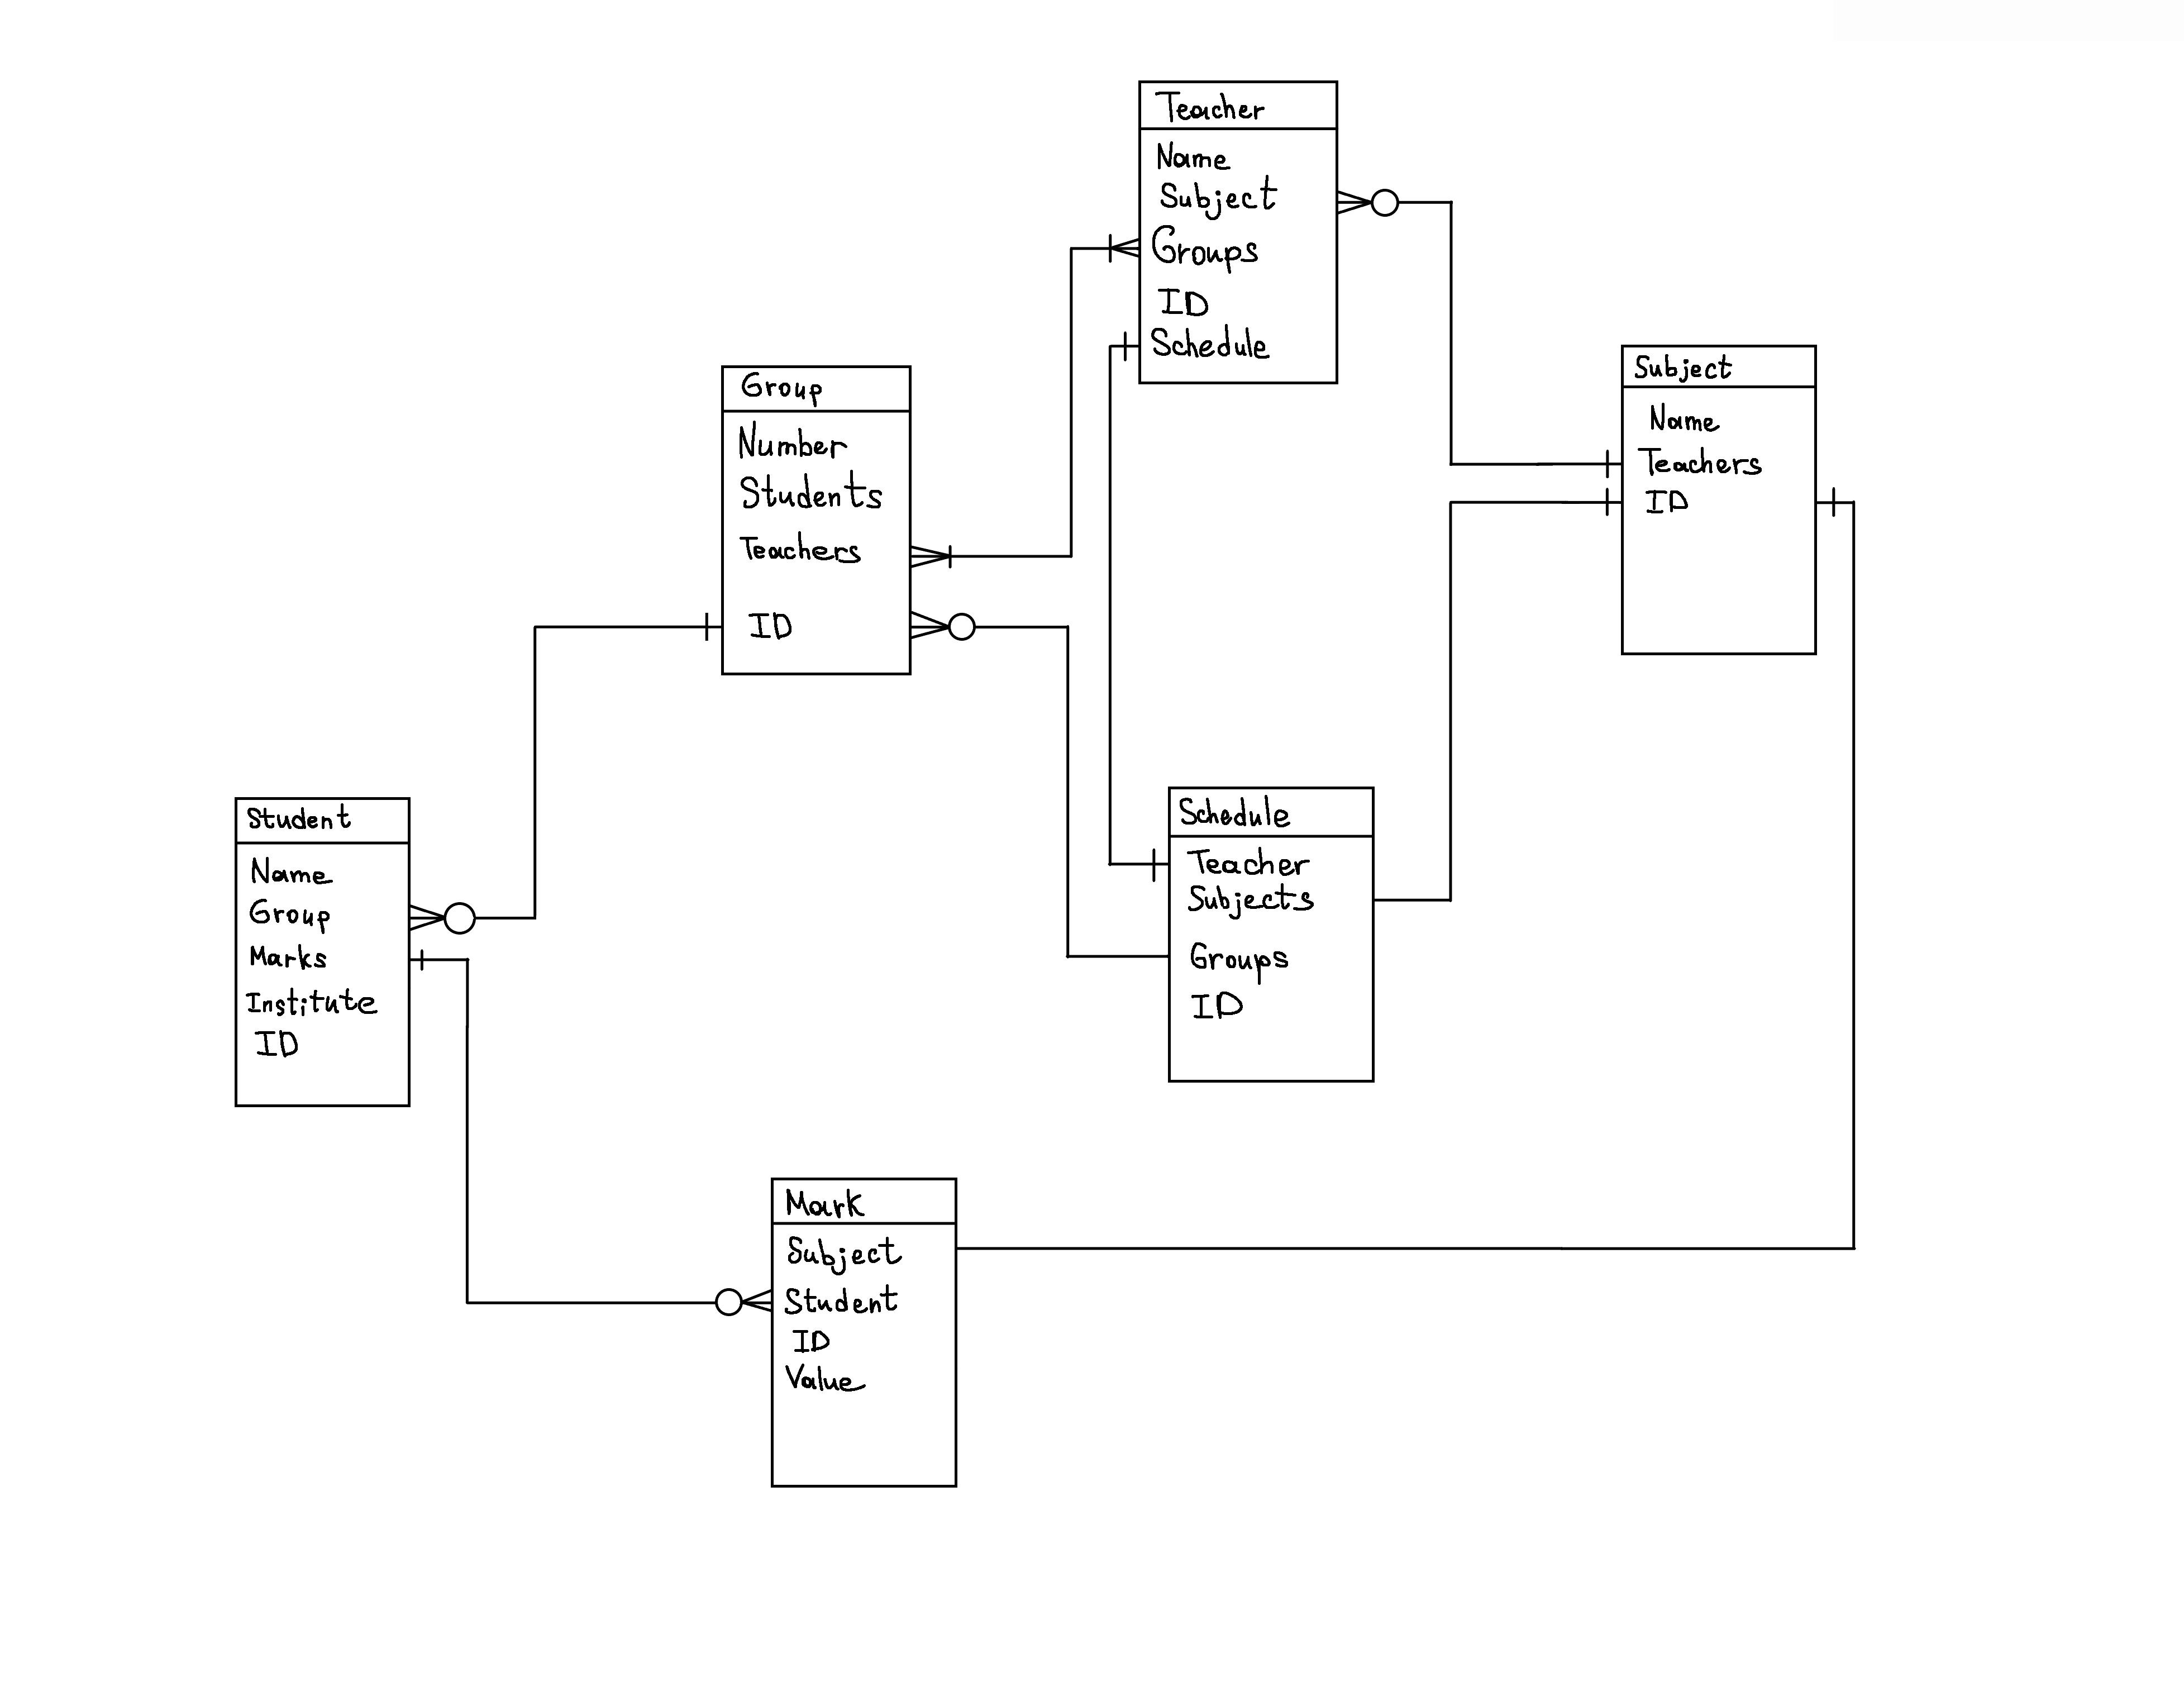 Teacher
Name
Subject
Groups
ID
Schedule
Subject
Name
Teachers
ID
Group
Number
Students
Teachers
ID
Student
Name
Group
Marks
Institute
ID
Schedule
Teacher
Subjects
Groups
ID
Mark
Subject
Student
ID
Value